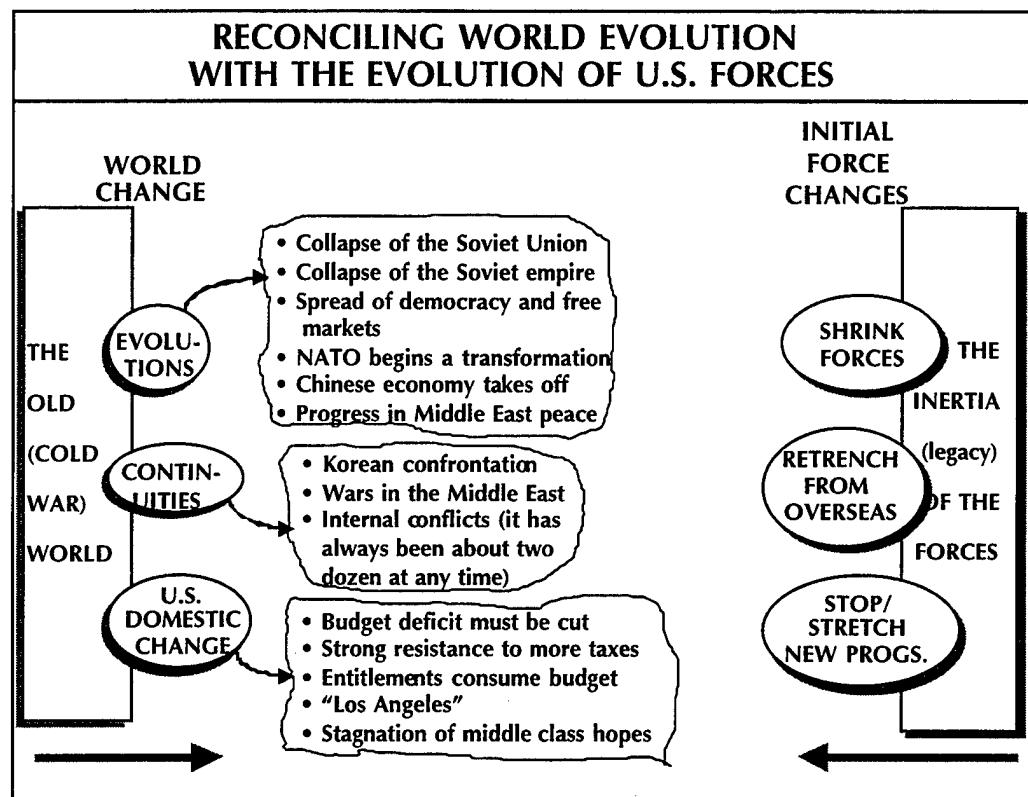 RECONCILING WORLD EVOLUTION
WITH THE EVOLUTION OF U.S. FORCES
WORLD
CHANGE
THE
OLD
(COLD
WAR)
WORLD
EVOLU-
TIONS
• Collapse of the Soviet Union
• Collapse of the Soviet empire
• Spread of democracy and free
markets
• NATO begins a transformation
• Chinese economy takes off
• Progress in Middle East peace
CONTIN-
UITIES
• Korean confrontation
• Wars in the Middle East
• Internal conflicts (it has
always been about two
dozen at any time)
U.S.
DOMESTIC
CHANGE
• Budget deficit must be cut
• Strong resistance to more taxes
• Entitlements consume budget
• "Los Angeles"
• Stagnation of middle class hopes
INITIAL
FORCE
CHANGES
SHRINK
FORCES
RETRENCH
FROM
OVERSEAS
STOP/
STRETCH
NEW PROGS.
THE
INERTIA
(legacy)
OF THE
FORCES